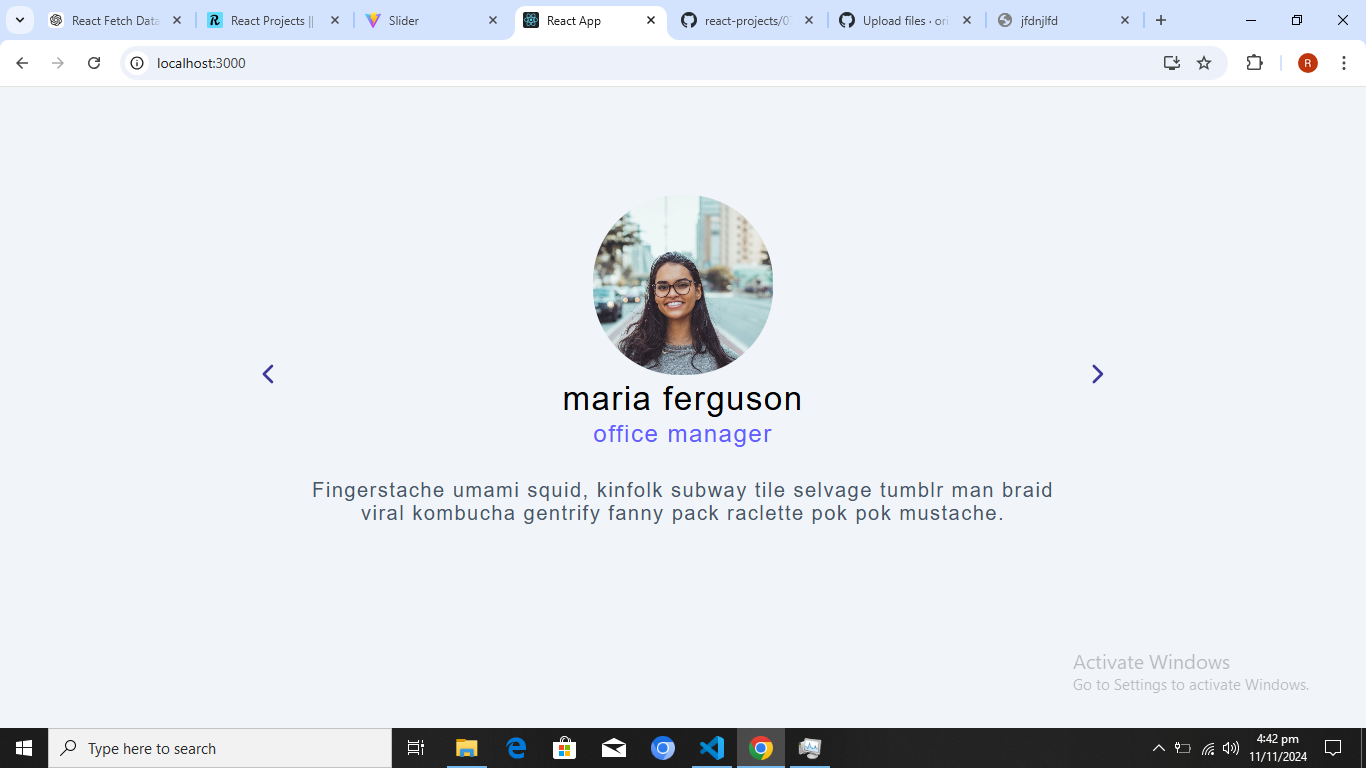 React Fetch Data
React Projects ||
Slider
React App
react-projects/0
Upload files · ori
jfdnjlfd
localhost:3000
R
maria ferguson
office manager
Fingerstache umami squid, kinfolk subway tile selvage tumblr man braid
viral kombucha gentrify fanny pack raclette pok pok mustache.
Activate Windows
Go to Settings to activate Windows.
Type here to search
4:42 pm
11/11/2024